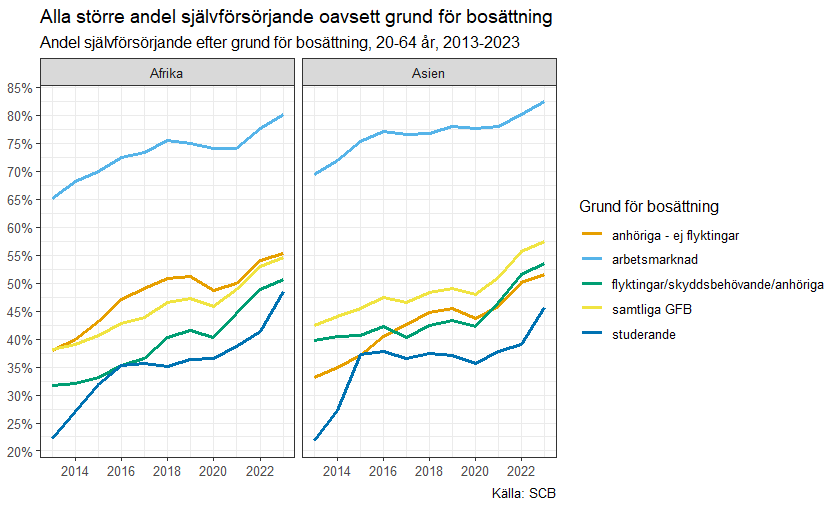 Alla större andel självförsörjande oavsett grund för bosättning
Andel självförsörjande efter grund för bosättning, 20-64 år, 2013-2023
Afrika
Asien
85%
80%
75%
70%
65%
60%
55%
50%
45%
40%
35%
30%
25%
20%
2014
2016
2018
2020
2022
2014
2016
2018
2020
2022
Grund för bosättning
anhöriga - ej flyktingar
arbetsmarknad
flyktingar/skyddsbehövande/anhöriga
samtliga GFB
studerande
Källa: SCB